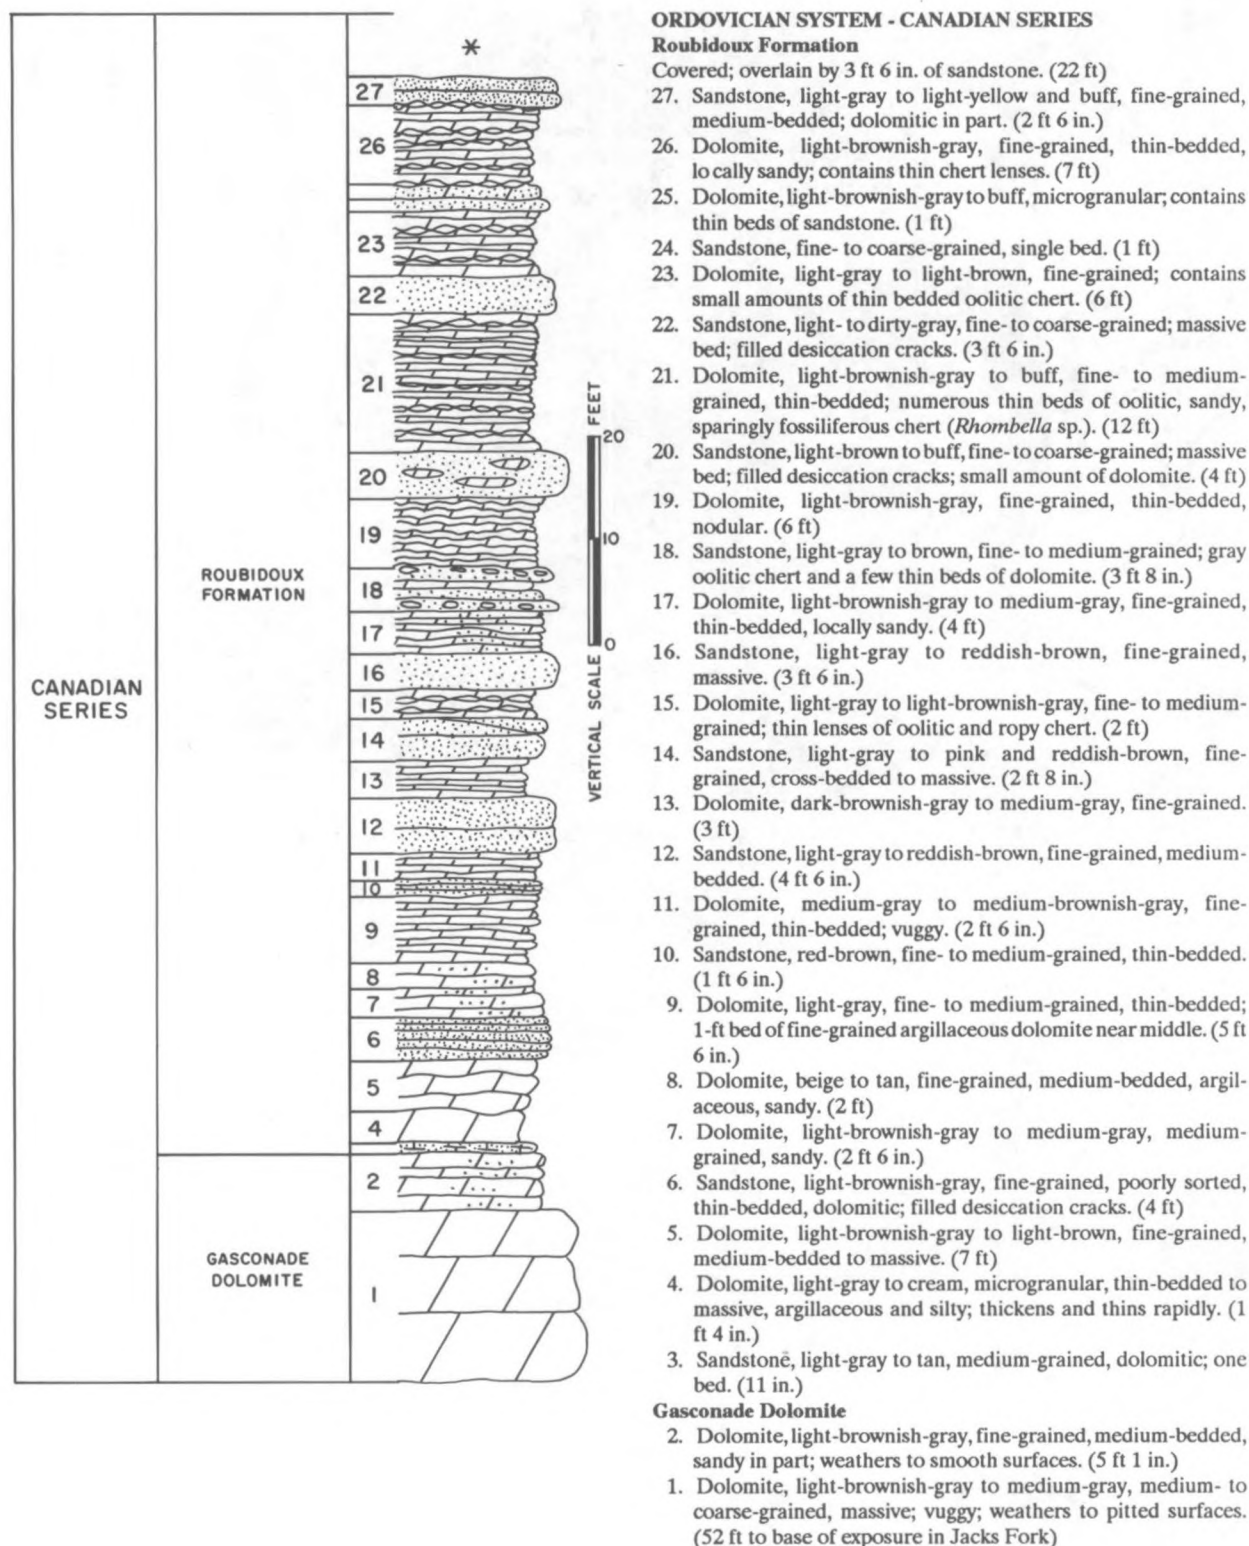 *
27
26
23
22
21
20
19
18
17
16
15
14
13
12
11
10
9
8
7
6
5
4
2
1
CANADIAN
SERIES
ROUBIDOUX
FORMATION
GASCONADE
DOLOMITE
VERTICAL SCALE FEET
20
10
0
ORDOVICIAN SYSTEM - CANADIAN SERIES
Roubidoux Formation
Covered; overlain by 3 ft 6 in. of sandstone. (22 ft)
27. Sandstone, light-gray to light-yellow and buff, fine-grained,
medium-bedded; dolomitic in part. (2 ft 6 in.)
26. Dolomite, light-brownish-gray, fine-grained, thin-bedded,
lo cally sandy; contains thin chert lenses. (7 ft)
25. Dolomite, light-brownish-gray to buff, microgranular; contains
thin beds of sandstone. (1 ft)
24. Sandstone, fine- to coarse-grained, single bed. (1 ft)
23. Dolomite, light-gray to light-brown, fine-grained; contains
small amounts of thin bedded oolitic chert. (6 ft)
22. Sandstone, light- to dirty-gray, fine- to coarse-grained; massive
bed; filled desiccation cracks. (3 ft 6 in.)
21. Dolomite, light-brownish-gray to buff, fine- to medium-
grained, thin-bedded; numerous thin beds of oolitic, sandy,
sparingly fossiliferous chert (Rhombella sp.). (12 ft)
20. Sandstone, light-brown to buff, fine- to coarse-grained; massive
bed; filled desiccation cracks; small amount of dolomite. (4 ft)
19. Dolomite, light-brownish-gray, fine-grained, thin-bedded,
nodular. (6 ft)
18. Sandstone, light-gray to brown, fine- to medium-grained; gray
oolitic chert and a few thin beds of dolomite. (3 ft 8 in.)
17. Dolomite, light-brownish-gray to medium-gray, fine-grained,
thin-bedded, locally sandy. (4 ft)
16. Sandstone, light-gray to reddish-brown, fine-grained,
massive. (3 ft 6 in.)
15. Dolomite, light-gray to light-brownish-gray, fine- to medium-
grained; thin lenses of oolitic and ropy chert. (2 ft)
14. Sandstone, light-gray to pink and reddish-brown, fine-
grained, cross-bedded to massive. (2 ft 8 in.)
13. Dolomite, dark-brownish-gray to medium-gray, fine-grained.
(3 ft)
12. Sandstone, light-gray to reddish-brown, fine-grained, medium-
bedded. (4 ft 6 in.)
11. Dolomite, medium-gray to medium-brownish-gray, fine-
grained, thin-bedded; vuggy. (2 ft 6 in.)
10. Sandstone, red-brown, fine- to medium-grained, thin-bedded.
(1 ft 6 in.)
9. Dolomite, light-gray, fine- to medium-grained, thin-bedded;
1-ft bed of fine-grained argillaceous dolomite near middle. (5 ft
6 in.)
8. Dolomite, beige to tan, fine-grained, medium-bedded, argil-
aceous, sandy. (2 ft)
7. Dolomite, light-brownish-gray to medium-gray, medium-
grained, sandy. (2 ft 6 in.)
6. Sandstone, light-brownish-gray, fine-grained, poorly sorted,
thin-bedded, dolomitic; filled desiccation cracks. (4 ft)
5. Dolomite, light-brownish-gray to light-brown, fine-grained,
medium-bedded to massive. (7 ft)
4. Dolomite, light-gray to cream, microgranular, thin-bedded to
massive, argillaceous and silty; thickens and thins rapidly. (1
ft 4 in.)
3. Sandstone, light-gray to tan, medium-grained, dolomitic; one
bed. (11 in.)
Gasconade Dolomite
2. Dolomite, light-brownish-gray, fine-grained, medium-bedded,
sandy in part; weathers to smooth surfaces. (5 ft 1 in.)
1. Dolomite, light-brownish-gray to medium-gray, medium- to
coarse-grained, massive; vuggy; weathers to pitted surfaces.
(52 ft to base of exposure in Jacks Fork)